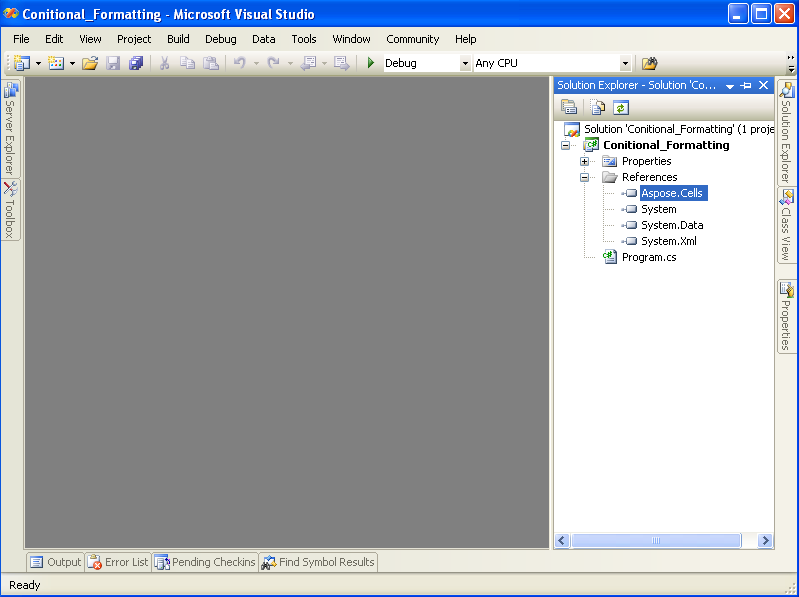 Conitional_Formatting - Microsoft Visual Studio
File Edit View Project Build Debug Data Tools Window Community Help
Debug Any CPU
Server Explorer
Toolbox
Solution Explorer - Solution 'Co...
Solution 'Conitional_Formatting' (1 proje
Conitional_Formatting
Properties
References
Aspose.Cells
System
System.Data
System.Xml
Program.cs
Solution Explorer
Class View
Properties
Output Error List Pending Checkins Find Symbol Results
Ready